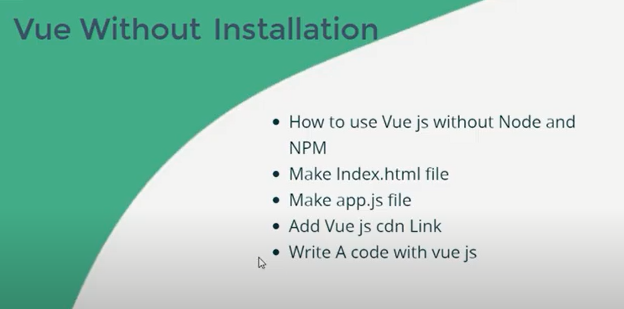 Vue Without Installation
• How to use Vue js without Node and
NPM
• Make Index.html file
• Make app.js file
• Add Vue js cdn Link
• Write A code with vue js